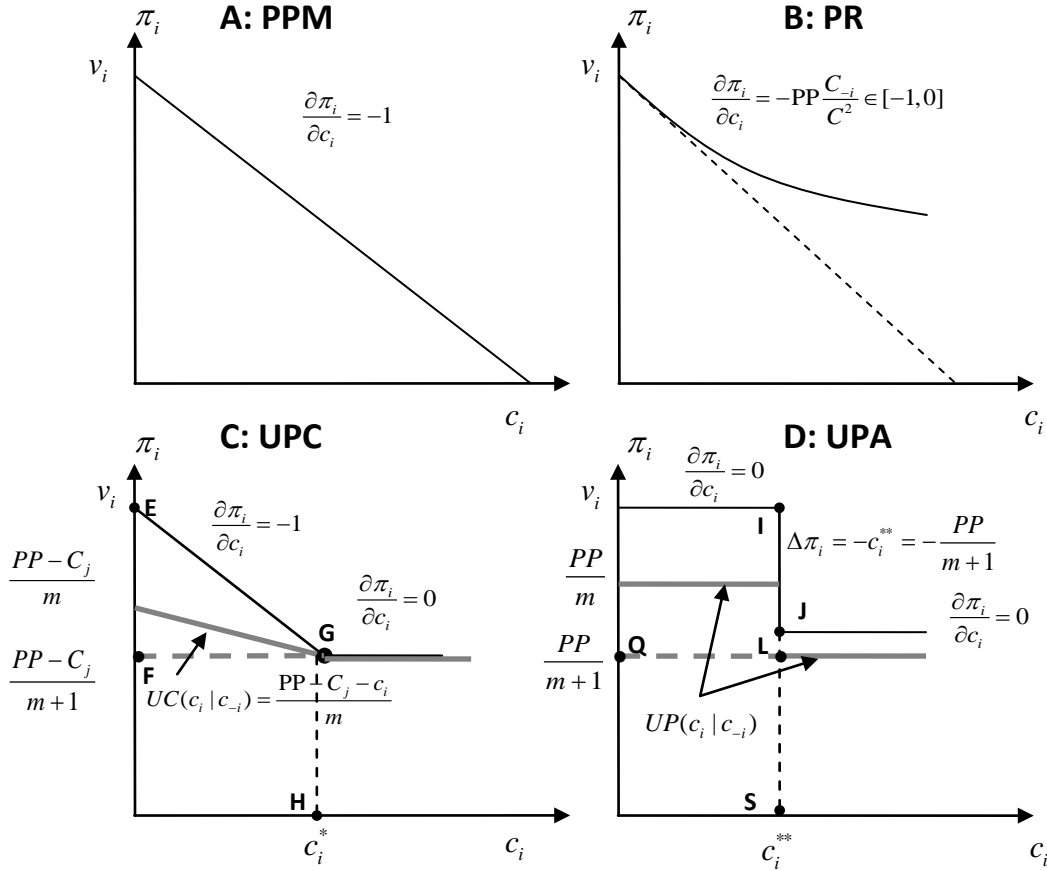 A: PPM
π_i
v_i
∂π_i/∂c_i = −1
c_i
B: PR
π_i
v_i
∂π_i/∂c_i = −PP C_{−i}/C² ∈ [−1,0]
c_i
C: UPC
π_i
v_i
E
∂π_i/∂c_i = −1
(PP − C_j)/m
∂π_i/∂c_i = 0
G
(PP − C_j)/(m + 1)
F
UC(c_i | c_{−i}) = (PP − C_j − c_i)/m
H
c_i^*
c_i
D: UPA
π_i
∂π_i/∂c_i = 0
v_i
I
Δπ_i = −c_i^{**} = −PP/(m + 1)
PP/m
J
∂π_i/∂c_i = 0
PP/(m + 1)
Q
L
UP(c_i | c_{−i})
S
c_i^{**}
c_i